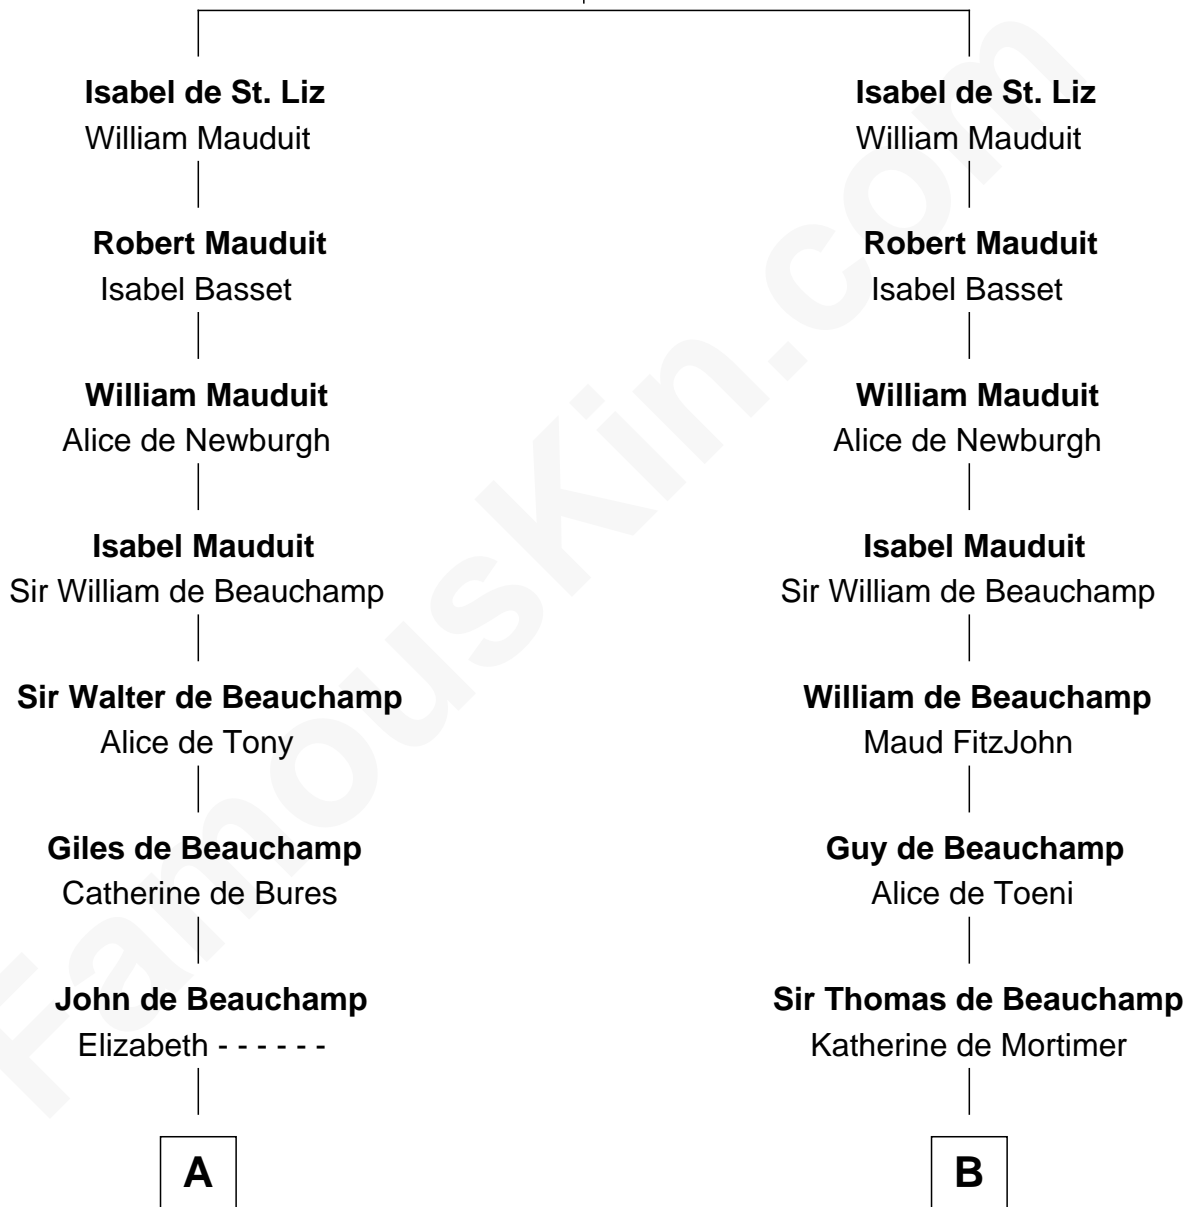 Isabel de St. Liz
William Mauduit
Robert Mauduit
Isabel Basset
William Mauduit
Alice de Newburgh
Isabel Mauduit
Sir William de Beauchamp
Sir Walter de Beauchamp
Alice de Tony
Giles de Beauchamp
Catherine de Bures
John de Beauchamp
Elizabeth - - - - - -
A
Isabel de St. Liz
William Mauduit
Robert Mauduit
Isabel Basset
William Mauduit
Alice de Newburgh
Isabel Mauduit
Sir William de Beauchamp
William de Beauchamp
Maud FitzJohn
Guy de Beauchamp
Alice de Toeni
Sir Thomas de Beauchamp
Katherine de Mortimer
B
FamousKin.com